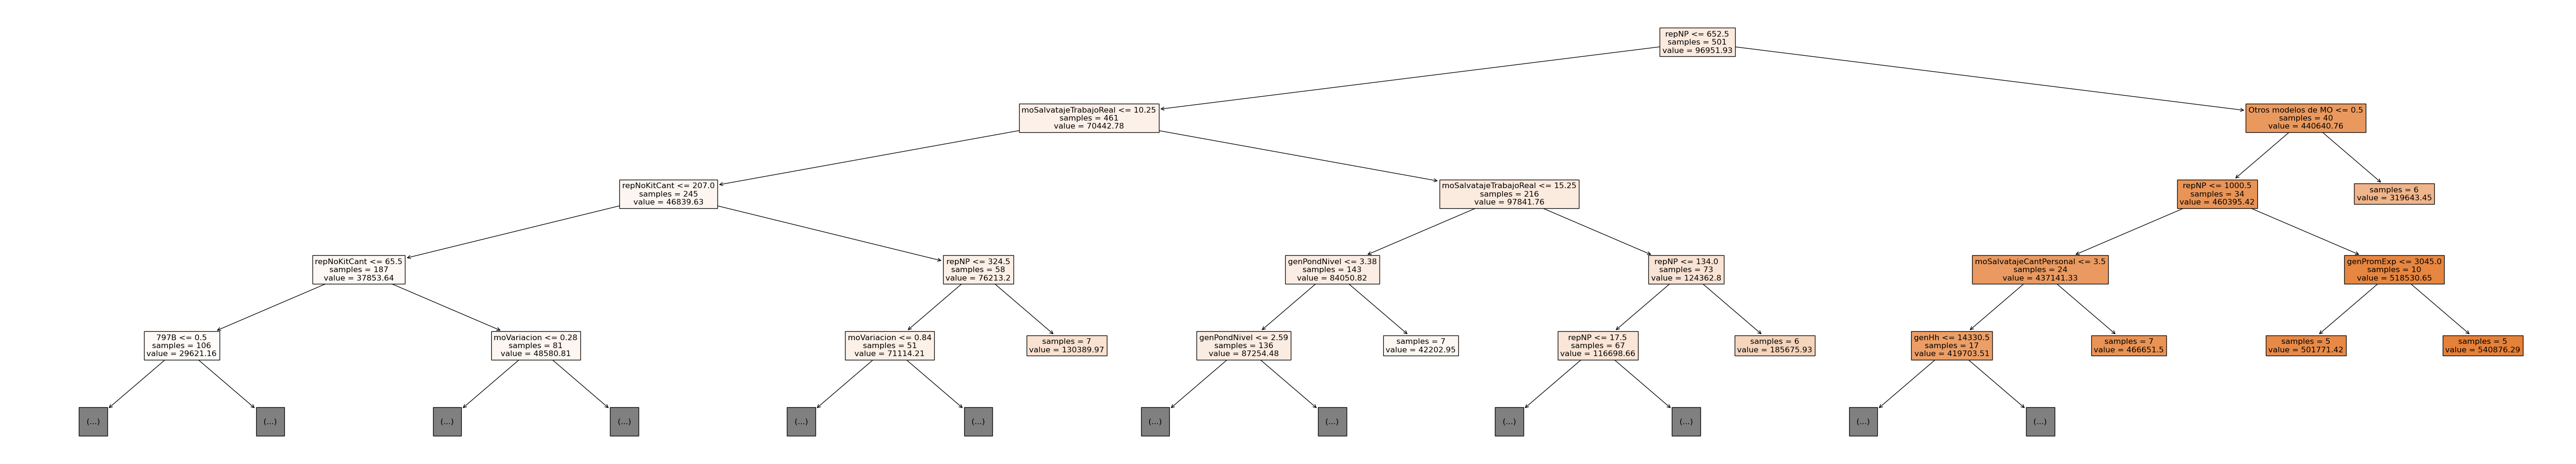 repNP <= 652.5
samples = 501
value = 96951.93
moSalvatajeTrabajoReal <= 10.25
samples = 461
value = 70442.78
Otros modelos de MO <= 0.5
samples = 40
value = 440640.76
repNoKitCant <= 207.0
samples = 245
value = 46839.63
moSalvatajeTrabajoReal <= 15.25
samples = 216
value = 97841.76
repNP <= 1000.5
samples = 34
value = 460395.42
samples = 6
value = 319643.45
repNoKitCant <= 65.5
samples = 187
value = 37853.64
repNP <= 324.5
samples = 58
value = 76213.2
genPondNivel <= 3.38
samples = 143
value = 84050.82
repNP <= 134.0
samples = 73
value = 124362.8
moSalvatajeCantPersonal <= 3.5
samples = 24
value = 437141.33
genPromExp <= 3045.0
samples = 10
value = 518530.65
797B <= 0.5
samples = 106
value = 29621.16
moVariacion <= 0.28
samples = 81
value = 48580.81
moVariacion <= 0.84
samples = 51
value = 71114.21
samples = 7
value = 130389.97
genPondNivel <= 2.59
samples = 136
value = 87254.48
samples = 7
value = 42202.95
repNP <= 17.5
samples = 67
value = 116698.66
samples = 6
value = 185675.93
genHh <= 14330.5
samples = 17
value = 419703.51
samples = 7
value = 466651.5
samples = 5
value = 501771.42
samples = 5
value = 540876.29
(...)
(...)
(...)
(...)
(...)
(...)
(...)
(...)
(...)
(...)
(...)
(...)